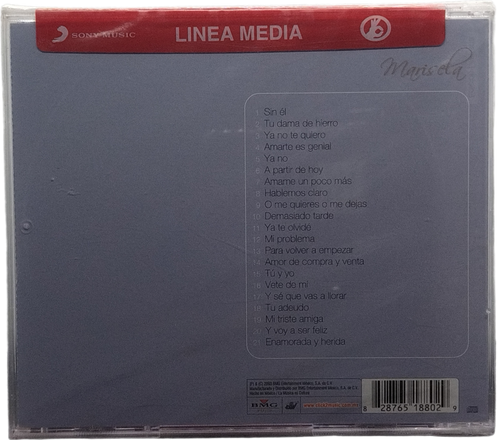 SONY MUSIC
LINEA MEDIA
Marisela
Sin él
Tu dama de hierro
Ya no te quiero
Amarte es genial
Ya no
A partir de hoy
Amame un poco más
Hablemos claro
O me quieres o me dejas
Demasiado tarde
Ya te olvidé
Mi problema
Para volver a empezar
Amor de compra y venta
Tú y yo
Vete de mi
Y sé que vas a llorar
Tu adeudo
Mi triste amiga
Y voy a ser feliz
Enamorada y herida
BMG
8 28765 18802 9